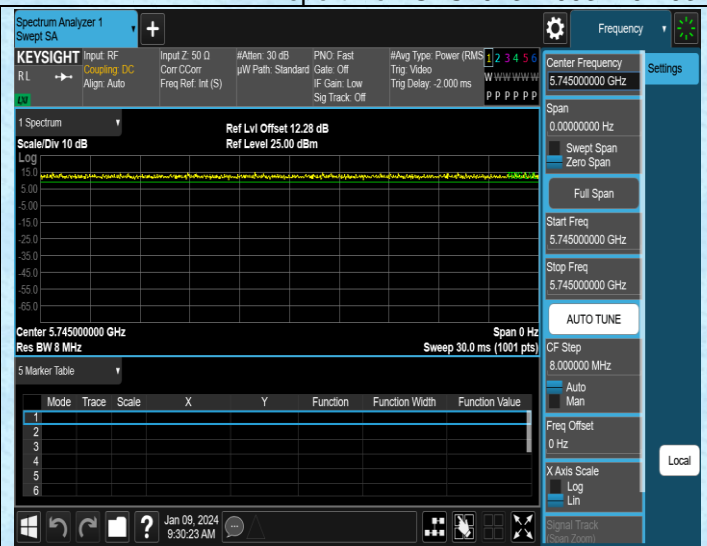 Spectrum Analyzer 1
Swept SA
+
Frequency
KEYSIGHT
RL
LXI
Input: RF
Coupling: DC
Align: Auto
Input Z: 50 Ω
Corr CCorr
Freq Ref: Int (S)
#Atten: 30 dB
µW Path: Standard
PNO: Fast
Gate: Off
IF Gain: Low
Sig Track: Off
#Avg Type: Power (RMS
Trig: Video
Trig Delay: -2.000 ms
1 2 3 4 5 6
W W W W W W
P P P P P P
Center Frequency
5.745000000 GHz
Settings
Span
0.00000000 Hz
Swept Span
Zero Span
Full Span
Start Freq
5.745000000 GHz
Stop Freq
5.745000000 GHz
AUTO TUNE
CF Step
8.000000 MHz
Auto
Man
Freq Offset
0 Hz
X Axis Scale
Log
Lin
Signal Track
(Span Zoom)
Local
1 Spectrum
Scale/Div 10 dB
Ref Lvl Offset 12.28 dB
Ref Level 25.00 dBm
Log
15.0
5.00
-5.00
-15.0
-25.0
-35.0
-45.0
-55.0
-65.0
Center 5.745000000 GHz
Res BW 8 MHz
Span 0 Hz
Sweep 30.0 ms (1001 pts)
5 Marker Table
Mode Trace Scale X Y Function Function Width Function Value
1
2
3
4
5
6
?
Jan 09, 2024
9:30:23 AM